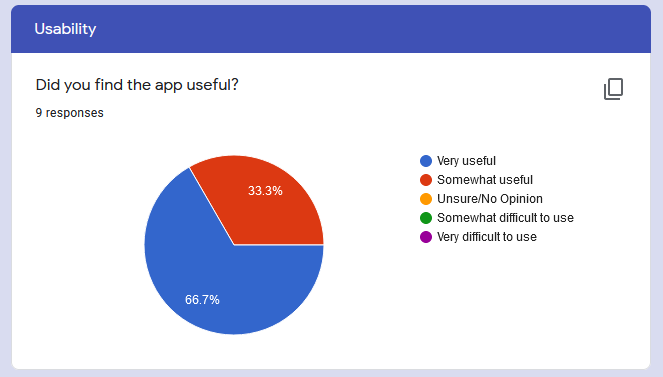 Usability
Did you find the app useful?
9 responses
33.3%
66.7%
Very useful
Somewhat useful
Unsure/No Opinion
Somewhat difficult to use
Very difficult to use